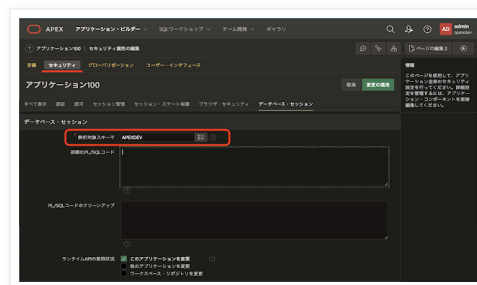 APEX アプリケーション・ビルダー SQLワークショップ チーム開発 ギャラリ AD admin apexdev
アプリケーション100 \ セキュリティ属性の編集 ページの編集1
定義 セキュリティ グローバリゼーション ユーザー・インタフェース
アプリケーション100 取消 変更の適用
すべて表示 認証 認可 セッション管理 セッション・ステート保護 ブラウザ・セキュリティ データベース・セッション
データベース・セッション
*解析対象スキーマ APEXDEV
初期化PL/SQLコード
PL/SQLコードのクリーンアップ
ランタイムAPIの使用状況 このアプリケーションを変更
他のアプリケーションを変更
ワークスペース・リポジトリを変更
情報
このページを使用して、アプリ
ケーション全体のセキュリティ
設定を行ってください。詳細設
定を管理するには、アプリケー
ション・コンポーネントを直接
編集してください。